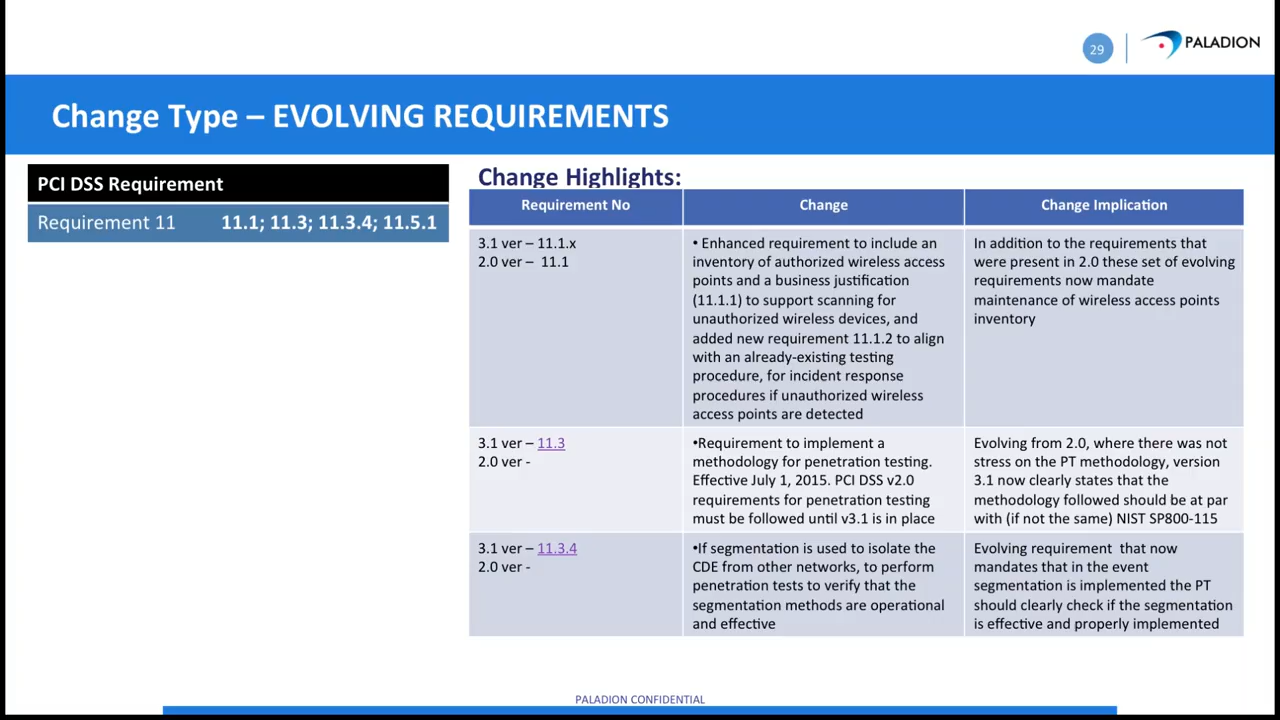 29
PALADION
Change Type – EVOLVING REQUIREMENTS
PCI DSS Requirement
Requirement 11 11.1; 11.3; 11.3.4; 11.5.1
Change Highlights:
Requirement No
Change
Change Implication
3.1 ver – 11.1.x
2.0 ver – 11.1
• Enhanced requirement to include an
inventory of authorized wireless access
points and a business justification
(11.1.1) to support scanning for
unauthorized wireless devices, and
added new requirement 11.1.2 to align
with an already-existing testing
procedure, for incident response
procedures if unauthorized wireless
access points are detected
In addition to the requirements that
were present in 2.0 these set of evolving
requirements now mandate
maintenance of wireless access points
inventory
3.1 ver – 11.3
2.0 ver -
•Requirement to implement a
methodology for penetration testing.
Effective July 1, 2015. PCI DSS v2.0
requirements for penetration testing
must be followed until v3.1 is in place
Evolving from 2.0, where there was not
stress on the PT methodology, version
3.1 now clearly states that the
methodology followed should be at par
with (if not the same) NIST SP800-115
3.1 ver – 11.3.4
2.0 ver -
•If segmentation is used to isolate the
CDE from other networks, to perform
penetration tests to verify that the
segmentation methods are operational
and effective
Evolving requirement that now
mandates that in the event
segmentation is implemented the PT
should clearly check if the segmentation
is effective and properly implemented
PALADION CONFIDENTIAL